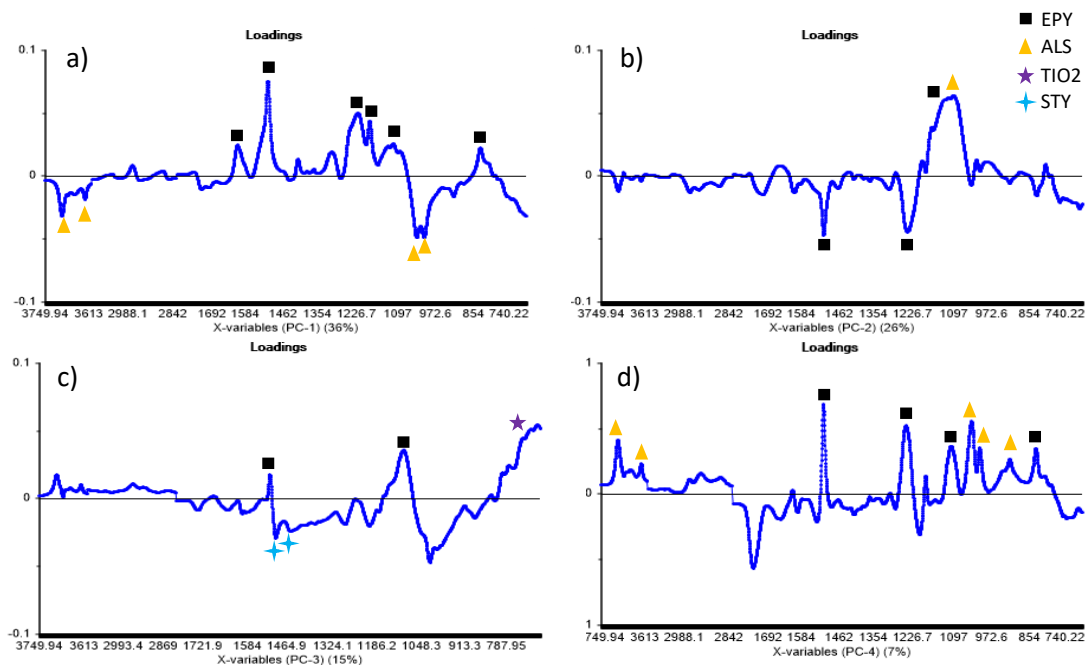 EPY
ALS
TIO2
STY
Loadings
a)
0.1
0
-0.1
3749.94 3613 2988.1 2842 1692 1584 1462 1354 1226.7 1097 972.6 854 740.22
X-variables (PC-1) (36%)
Loadings
b)
0.1
0
-0.1
3749.94 3613 2988.1 2842 1692 1584 1462 1354 1226.7 1097 972.6 854 740.22
X-variables (PC-2) (26%)
Loadings
c)
0.1
0
-0.1
3749.94 3613 2993.4 2869 1721.9 1584 1464.9 1324.1 1186.2 1048.3 913.3 787.95
X-variables (PC-3) (15%)
Loadings
d)
1
0
1
749.94 3613 2988.1 2842 1692 1584 1462 1354 1226.7 1097 972.6 854 740.22
X-variables (PC-4) (7%)